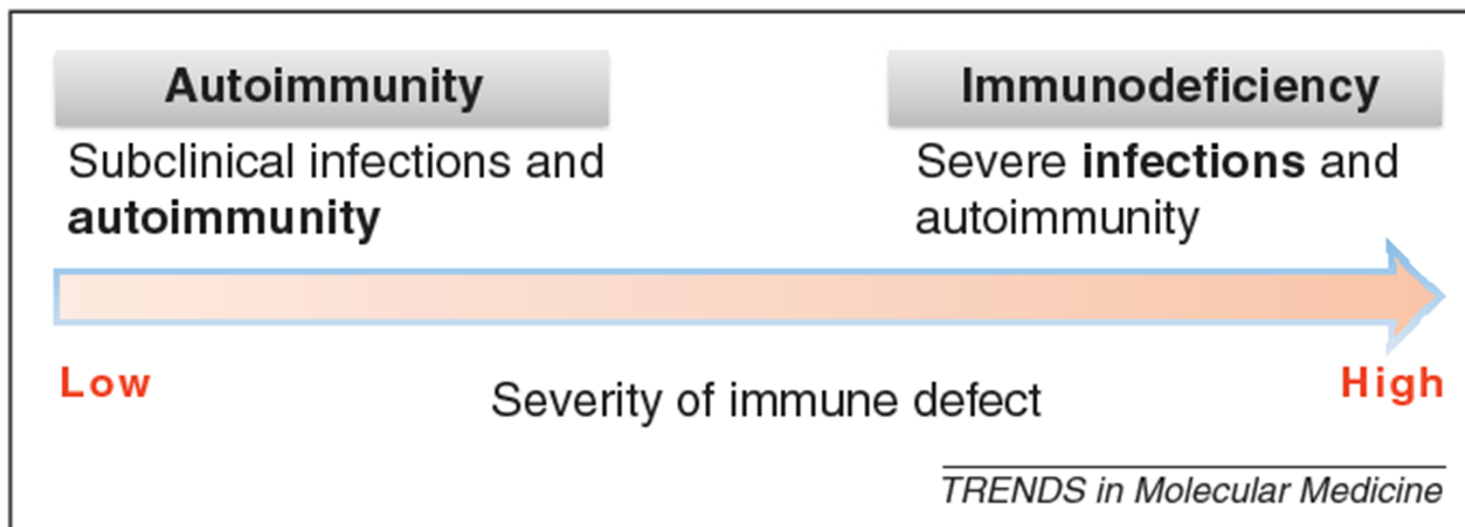 Autoimmunity
Subclinical infections and
autoimmunity
Immunodeficiency
Severe infections and
autoimmunity
Low
Severity of immune defect
High
TRENDS in Molecular Medicine